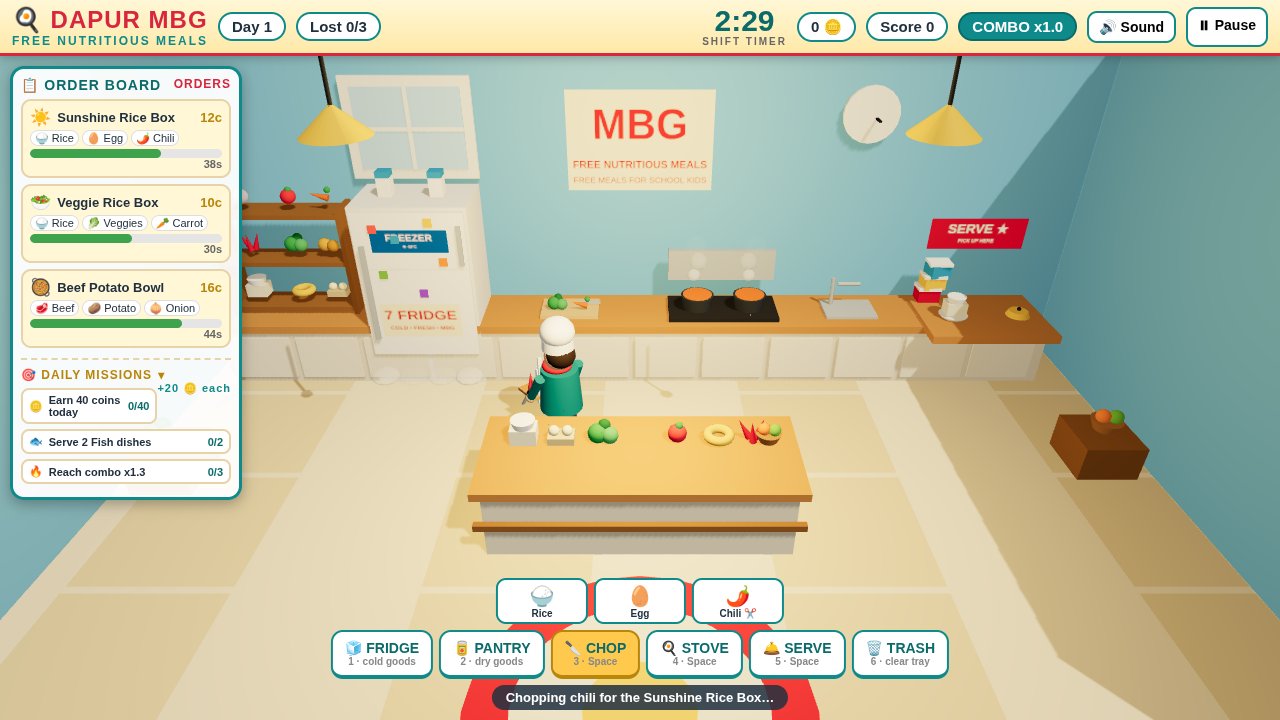 DAPUR MBG
FREE NUTRITIOUS MEALS
Day 1
Lost 0/3
2:29
SHIFT TIMER
0
Score 0
COMBO x1.0
Sound
Pause
ORDER BOARD
ORDERS
Sunshine Rice Box 12c
Rice Egg Chili
38s
Veggie Rice Box 10c
Rice Veggies Carrot
30s
Beef Potato Bowl 16c
Beef Potato Onion
44s
DAILY MISSIONS ▼
+20 each
Earn 40 coins today 0/40
Serve 2 Fish dishes 0/2
Reach combo x1.3 0/3
MBG
FREE NUTRITIOUS MEALS
FREE MEALS FOR SCHOOL KIDS
FREEZER
7 FRIDGE
COLD • FRESH • MBG
SERVE ★
PICK UP HERE
Rice
Egg
Chili
FRIDGE
1 · cold goods
PANTRY
2 · dry goods
CHOP
3 · Space
STOVE
4 · Space
SERVE
5 · Space
TRASH
6 · clear tray
Chopping chili for the Sunshine Rice Box…